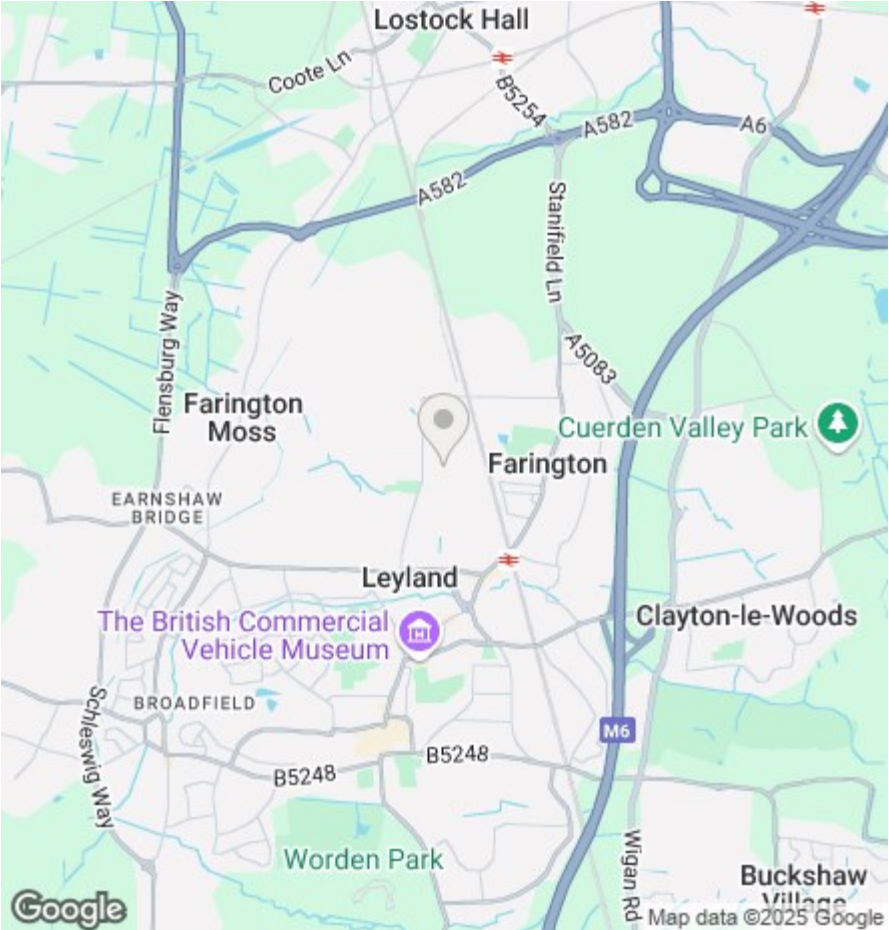 Lostock Hall
Coote Ln
B5254
A582
A6
A582
Stanifield Ln
Flensburg Way
A5083
Farington
Moss
Cuerden Valley Park
Farington
EARNSHAW
BRIDGE
Leyland
The British Commercial
Vehicle Museum
Clayton-le-Woods
BROADFIELD
Schleswig Way
M6
B5248
B5248
Worden Park
Wigan Rd
Buckshaw
Village
Google
Map data ©2025 Google